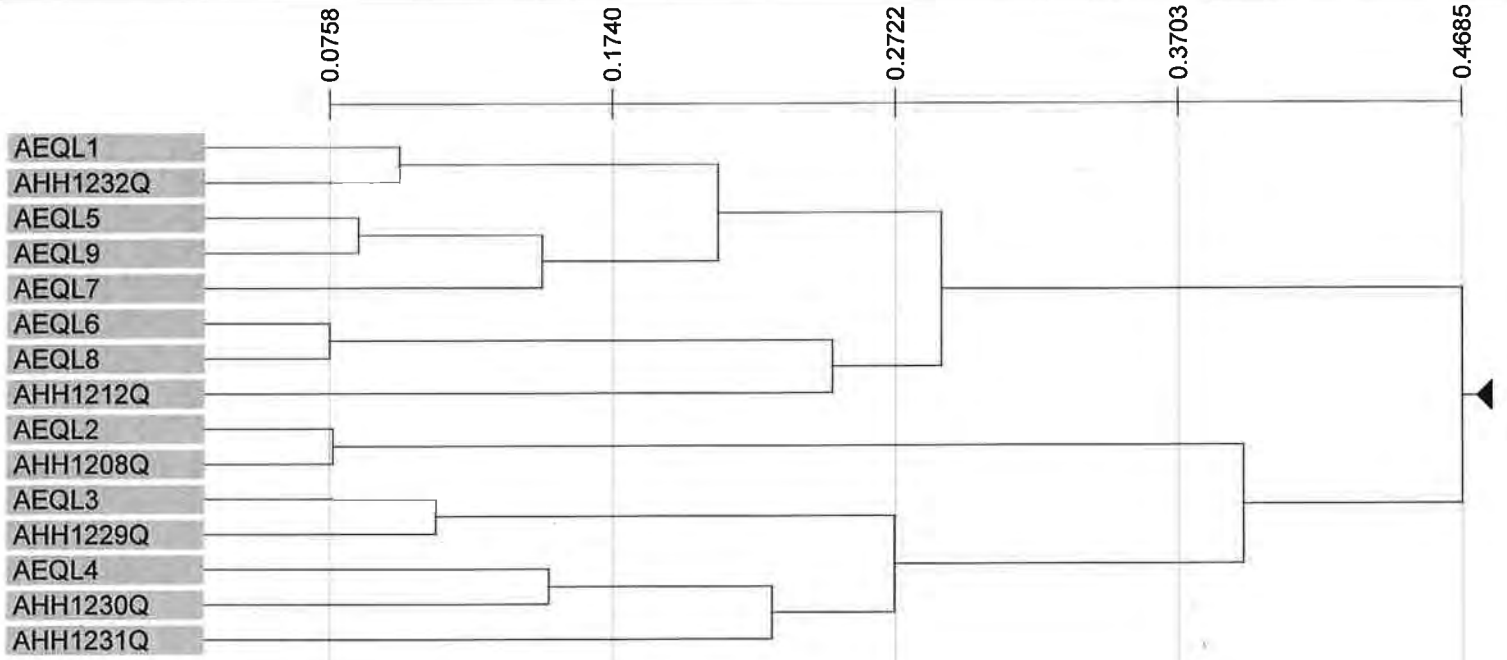 0.0758
0.1740
0.2722
0.3703
0.4685
AEQL1
AHH1232Q
AEQL5
AEQL9
AEQL7
AEQL6
AEQL8
AHH1212Q
AEQL2
AHH1208Q
AEQL3
AHH1229Q
AEQL4
AHH1230Q
AHH1231Q